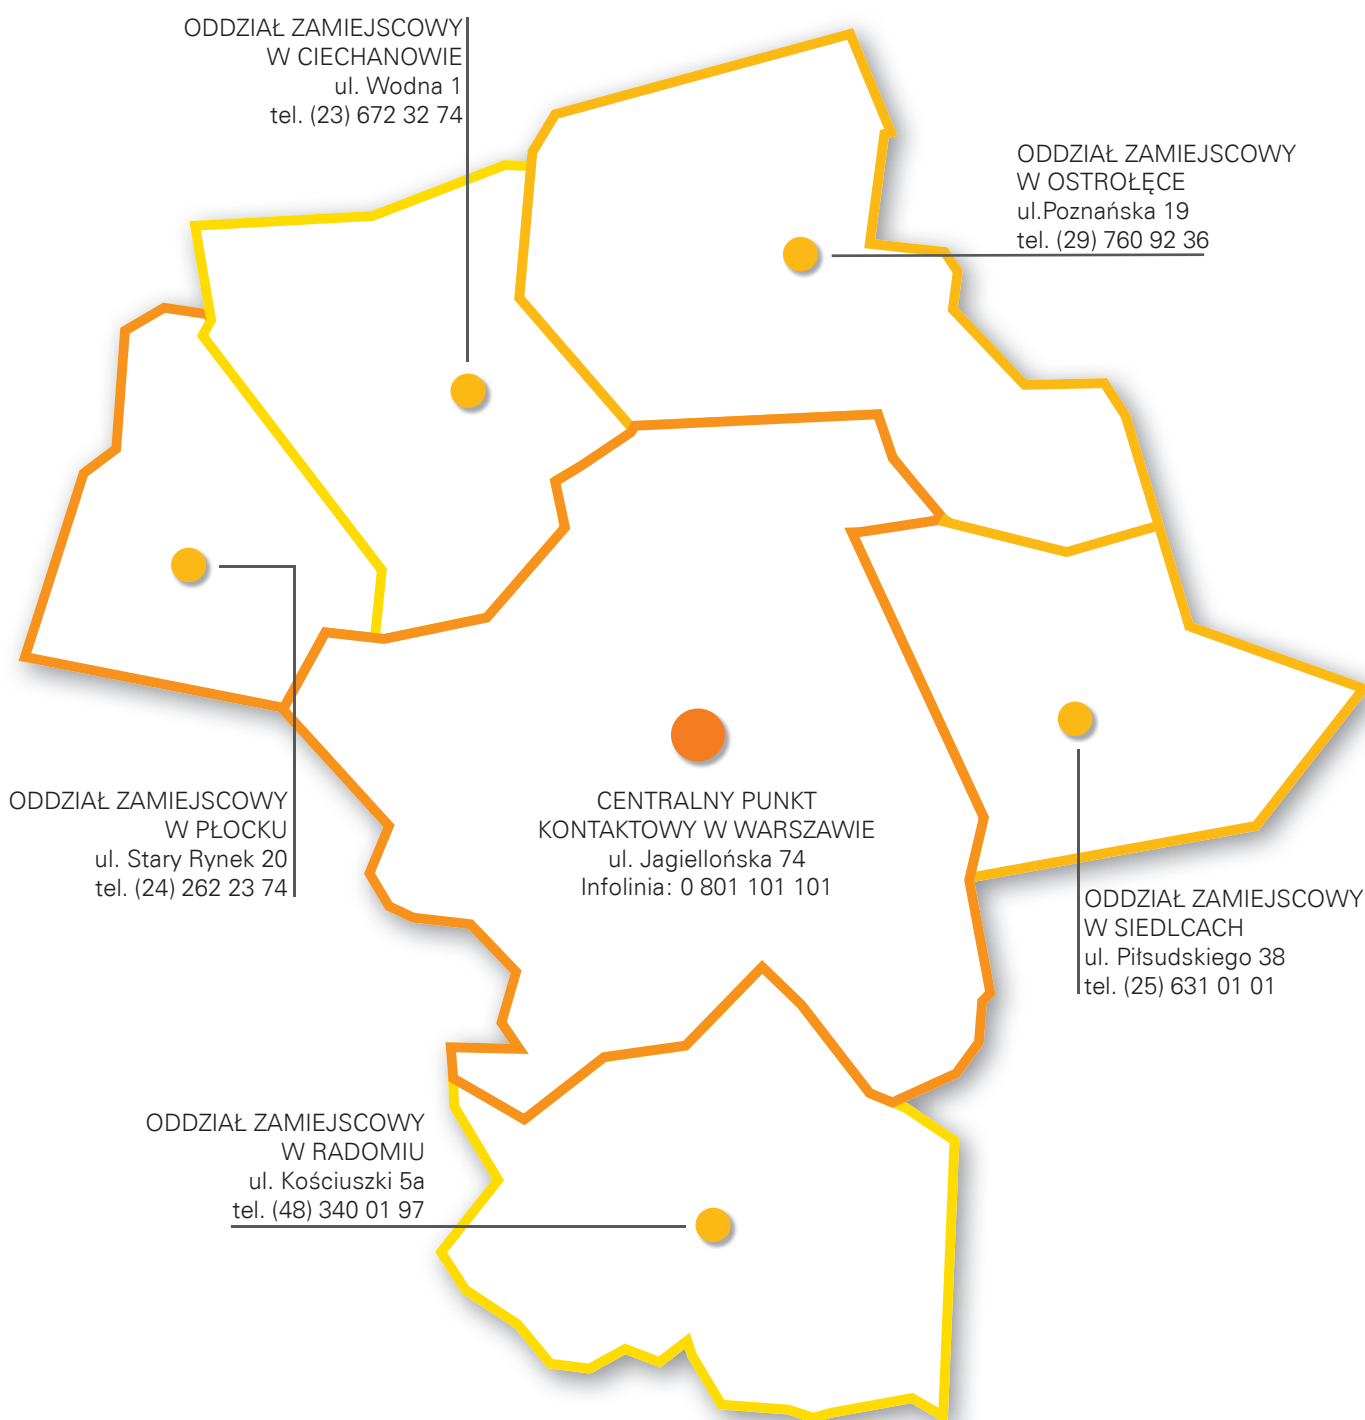 ODDZIAŁ ZAMIEJSCOWY
W CIECHANOWIE
ul. Wodna 1
tel. (23) 672 32 74
ODDZIAŁ ZAMIEJSCOWY
W OSTROŁĘCE
ul.Poznańska 19
tel. (29) 760 92 36
ODDZIAŁ ZAMIEJSCOWY
W PŁOCKU
ul. Stary Rynek 20
tel. (24) 262 23 74
CENTRALNY PUNKT
KONTAKTOWY W WARSZAWIE
ul. Jagiellońska 74
Infolinia: 0 801 101 101
ODDZIAŁ ZAMIEJSCOWY
W SIEDLCACH
ul. Piłsudskiego 38
tel. (25) 631 01 01
ODDZIAŁ ZAMIEJSCOWY
W RADOMIU
ul. Kościuszki 5a
tel. (48) 340 01 97